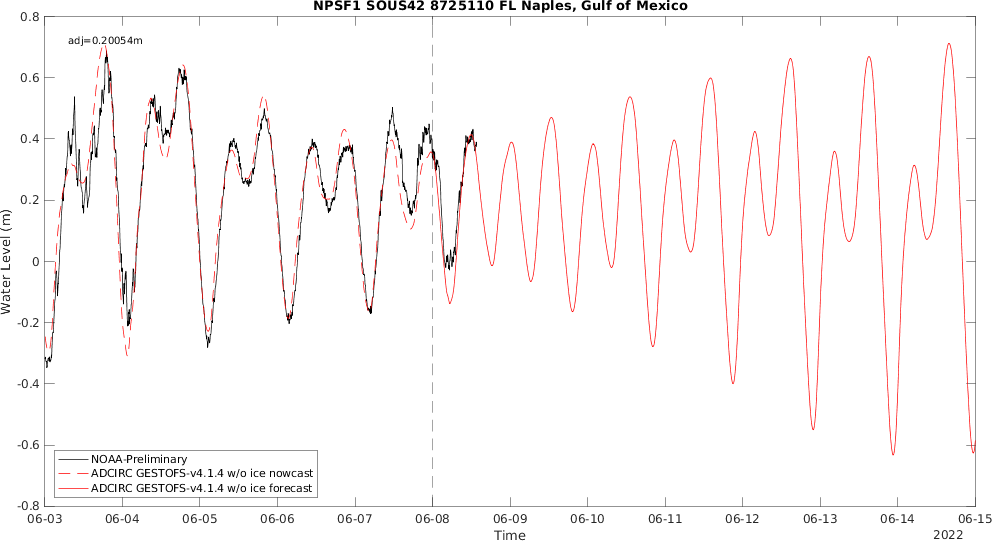 NPSF1 SOUS42 8725110 FL Naples, Gulf of Mexico
adj=0.20054m
0.8
0.6
0.4
0.2
0
-0.2
-0.4
-0.6
-0.8
Water Level (m)
NOAA-Preliminary
ADCIRC GESTOFS-v4.1.4 w/o ice nowcast
ADCIRC GESTOFS-v4.1.4 w/o ice forecast
06-03 06-04 06-05 06-06 06-07 06-08 06-09 06-10 06-11 06-12 06-13 06-14 06-15
Time
2022